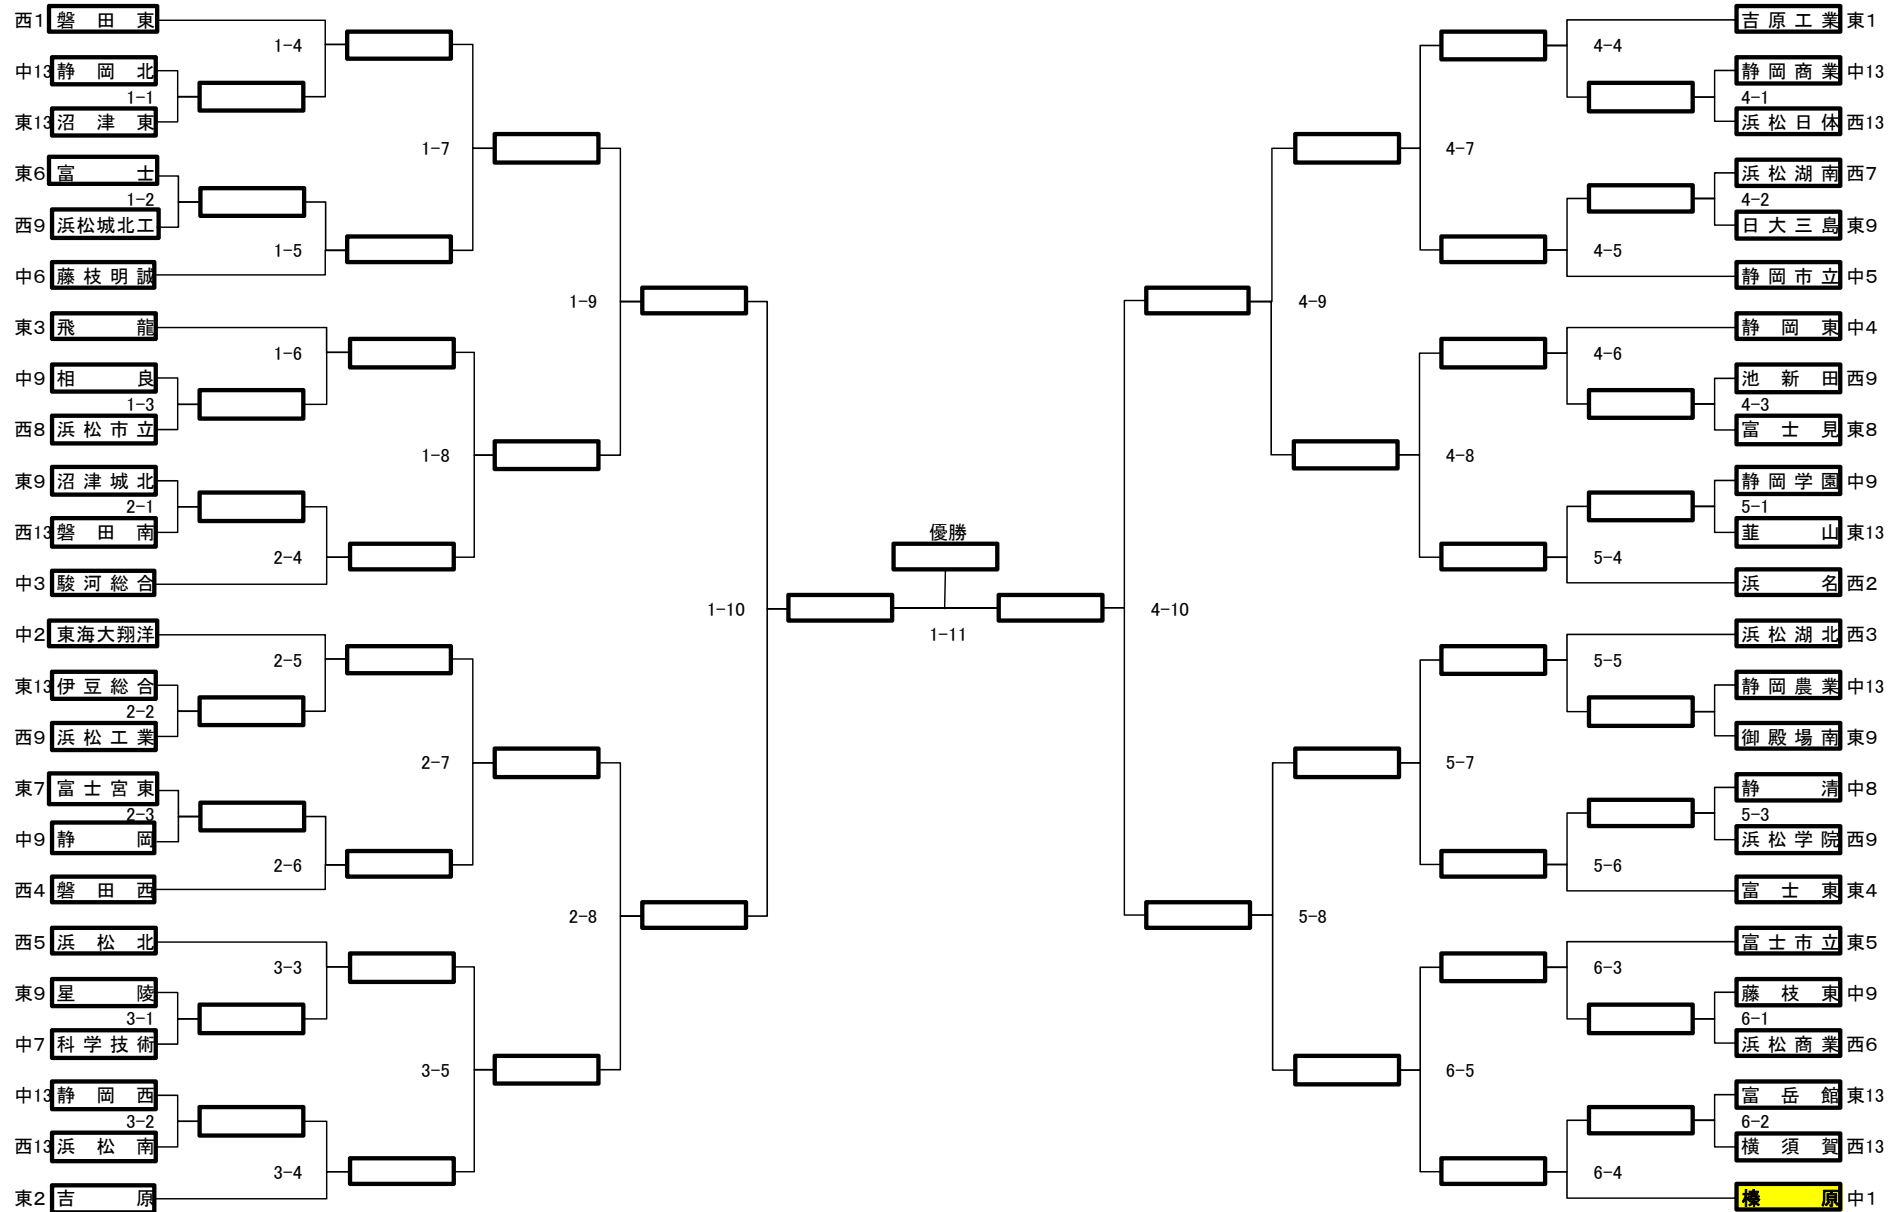 西1 磐田東
1-4
中13 静岡北
1-1
東13 沼津東
1-7
東6 富士
1-2
西9 浜松城北工
1-5
中6 藤枝明誠
1-9
東3 飛龍
1-6
中9 相良
1-3
西8 浜松市立
1-8
東9 沼津城北
2-1
西13 磐田南
2-4
中3 駿河総合
1-10
中2 東海大翔洋
2-5
東13 伊豆総合
2-2
西9 浜松工業
2-7
東7 富士宮東
2-3
中9 静岡
2-6
西4 磐田西
2-8
西5 浜松北
3-3
東9 星陵
3-1
中7 科学技術
3-5
中13 静岡西
3-2
西13 浜松南
3-4
東2 吉原
優勝
1-11
吉原工業 東1
4-4
静岡商業 中13
4-1
浜松日体 西13
4-7
浜松湖南 西7
4-2
日大三島 東9
4-5
静岡市立 中5
4-9
静岡東 中4
4-6
池新田 西9
4-3
富士見 東8
4-8
静岡学園 中9
5-1
韮山 東13
5-4
浜名 西2
4-10
浜松湖北 西3
5-5
静岡農業 中13
御殿場南 東9
5-7
静清 中8
5-3
浜松学院 西9
5-6
富士東 東4
5-8
富士市立 東5
6-3
藤枝東 中9
6-1
浜松商業 西6
6-5
富岳館 東13
6-2
横須賀 西13
6-4
榛原 中1